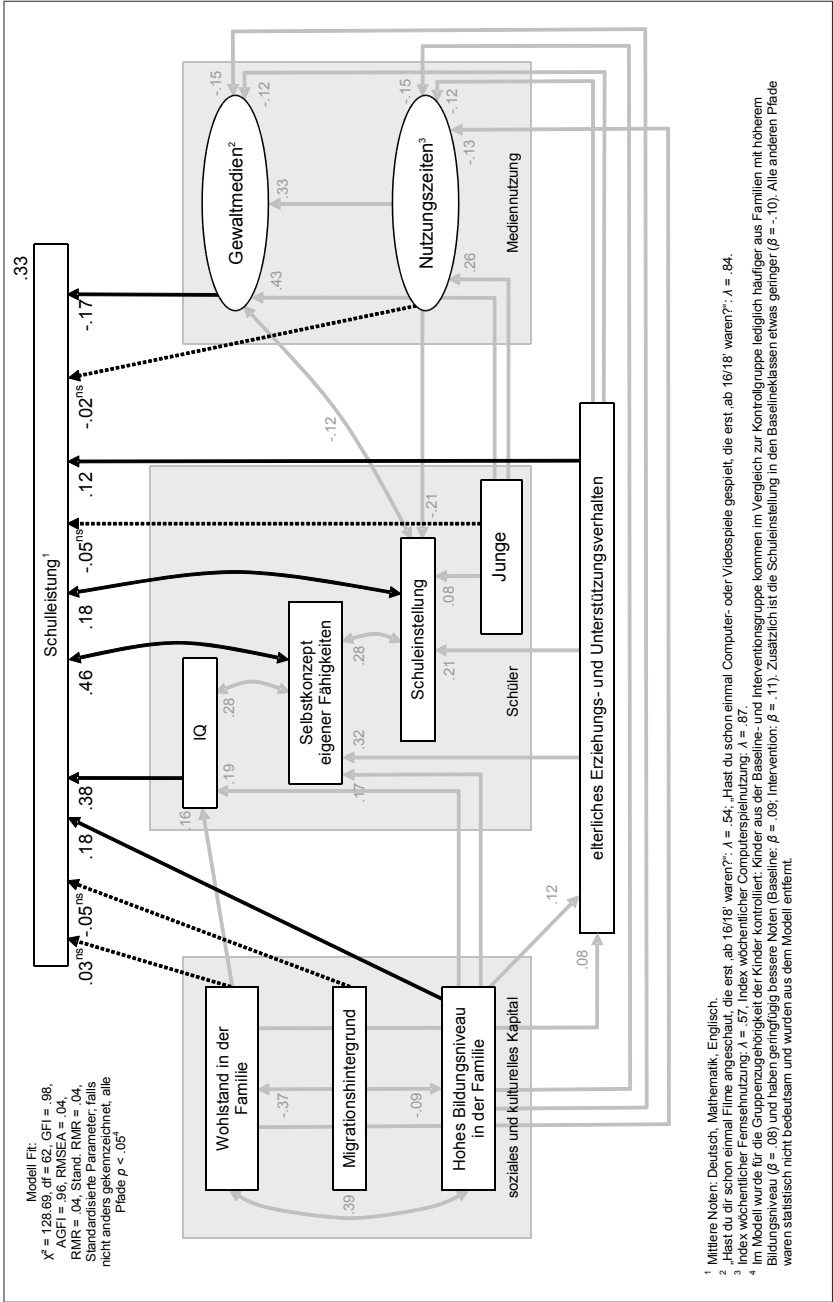 Modell Fit:
χ² = 128.69, df = 62, GFI = .98,
AGFI = .96, RMSEA = .04,
RMR = .04, Stand. RMR = .04,
Standardisierte Parameter; falls
nicht anders gekennzeichnet, alle
Pfade p < .05⁴
Schulleistung¹
.33
.03ⁿˢ
-.05ⁿˢ
.18
.38
.46
.18
-.05ⁿˢ
.12
-.02ⁿˢ
-.17
Wohlstand in der
Familie
-.37
Migrationshintergrund
.39
-.09
Hohes Bildungsniveau
in der Familie
soziales und kulturelles Kapital
.16
.19
IQ
.28
Selbstkonzept
eigener Fähigkeiten
.17
.32
.28
Schuleinstellung
.21
.08
-.21
-.12
Junge
Schüler
Gewaltmedien²
-.15
-.12
.43
.33
Nutzungszeiten³
-.15
-.12
-.13
.26
Mediennutzung
.12
.08
elterliches Erziehungs- und Unterstützungsverhalten
¹ Mittlere Noten: Deutsch, Mathematik, Englisch.
² „Hast du dir schon einmal Filme angeschaut, die erst ‚ab 16/18' waren?“: λ = .54; „Hast du schon einmal Computer- oder Videospiele gespielt, die erst ‚ab 16/18' waren?“: λ = .84.
³ Index wöchentlicher Fernsehnutzung: λ = .57, Index wöchentlicher Computerspielnutzung: λ = .87.
⁴ Im Modell wurde für die Gruppenzugehörigkeit der Kinder kontrolliert: Kinder aus der Baseline- und Interventionsgruppe kommen im Vergleich zur Kontrollgruppe lediglich häufiger aus Familien mit höherem
Bildungsniveau (β = .08) und haben geringfügig bessere Noten (Baseline: β = .09; Intervention: β = .11). Zusätzlich ist die Schuleinstellung in den Baselineklassen etwas geringer (β = -.10). Alle anderen Pfade
waren statistisch nicht bedeutsam und wurden aus dem Modell entfernt.